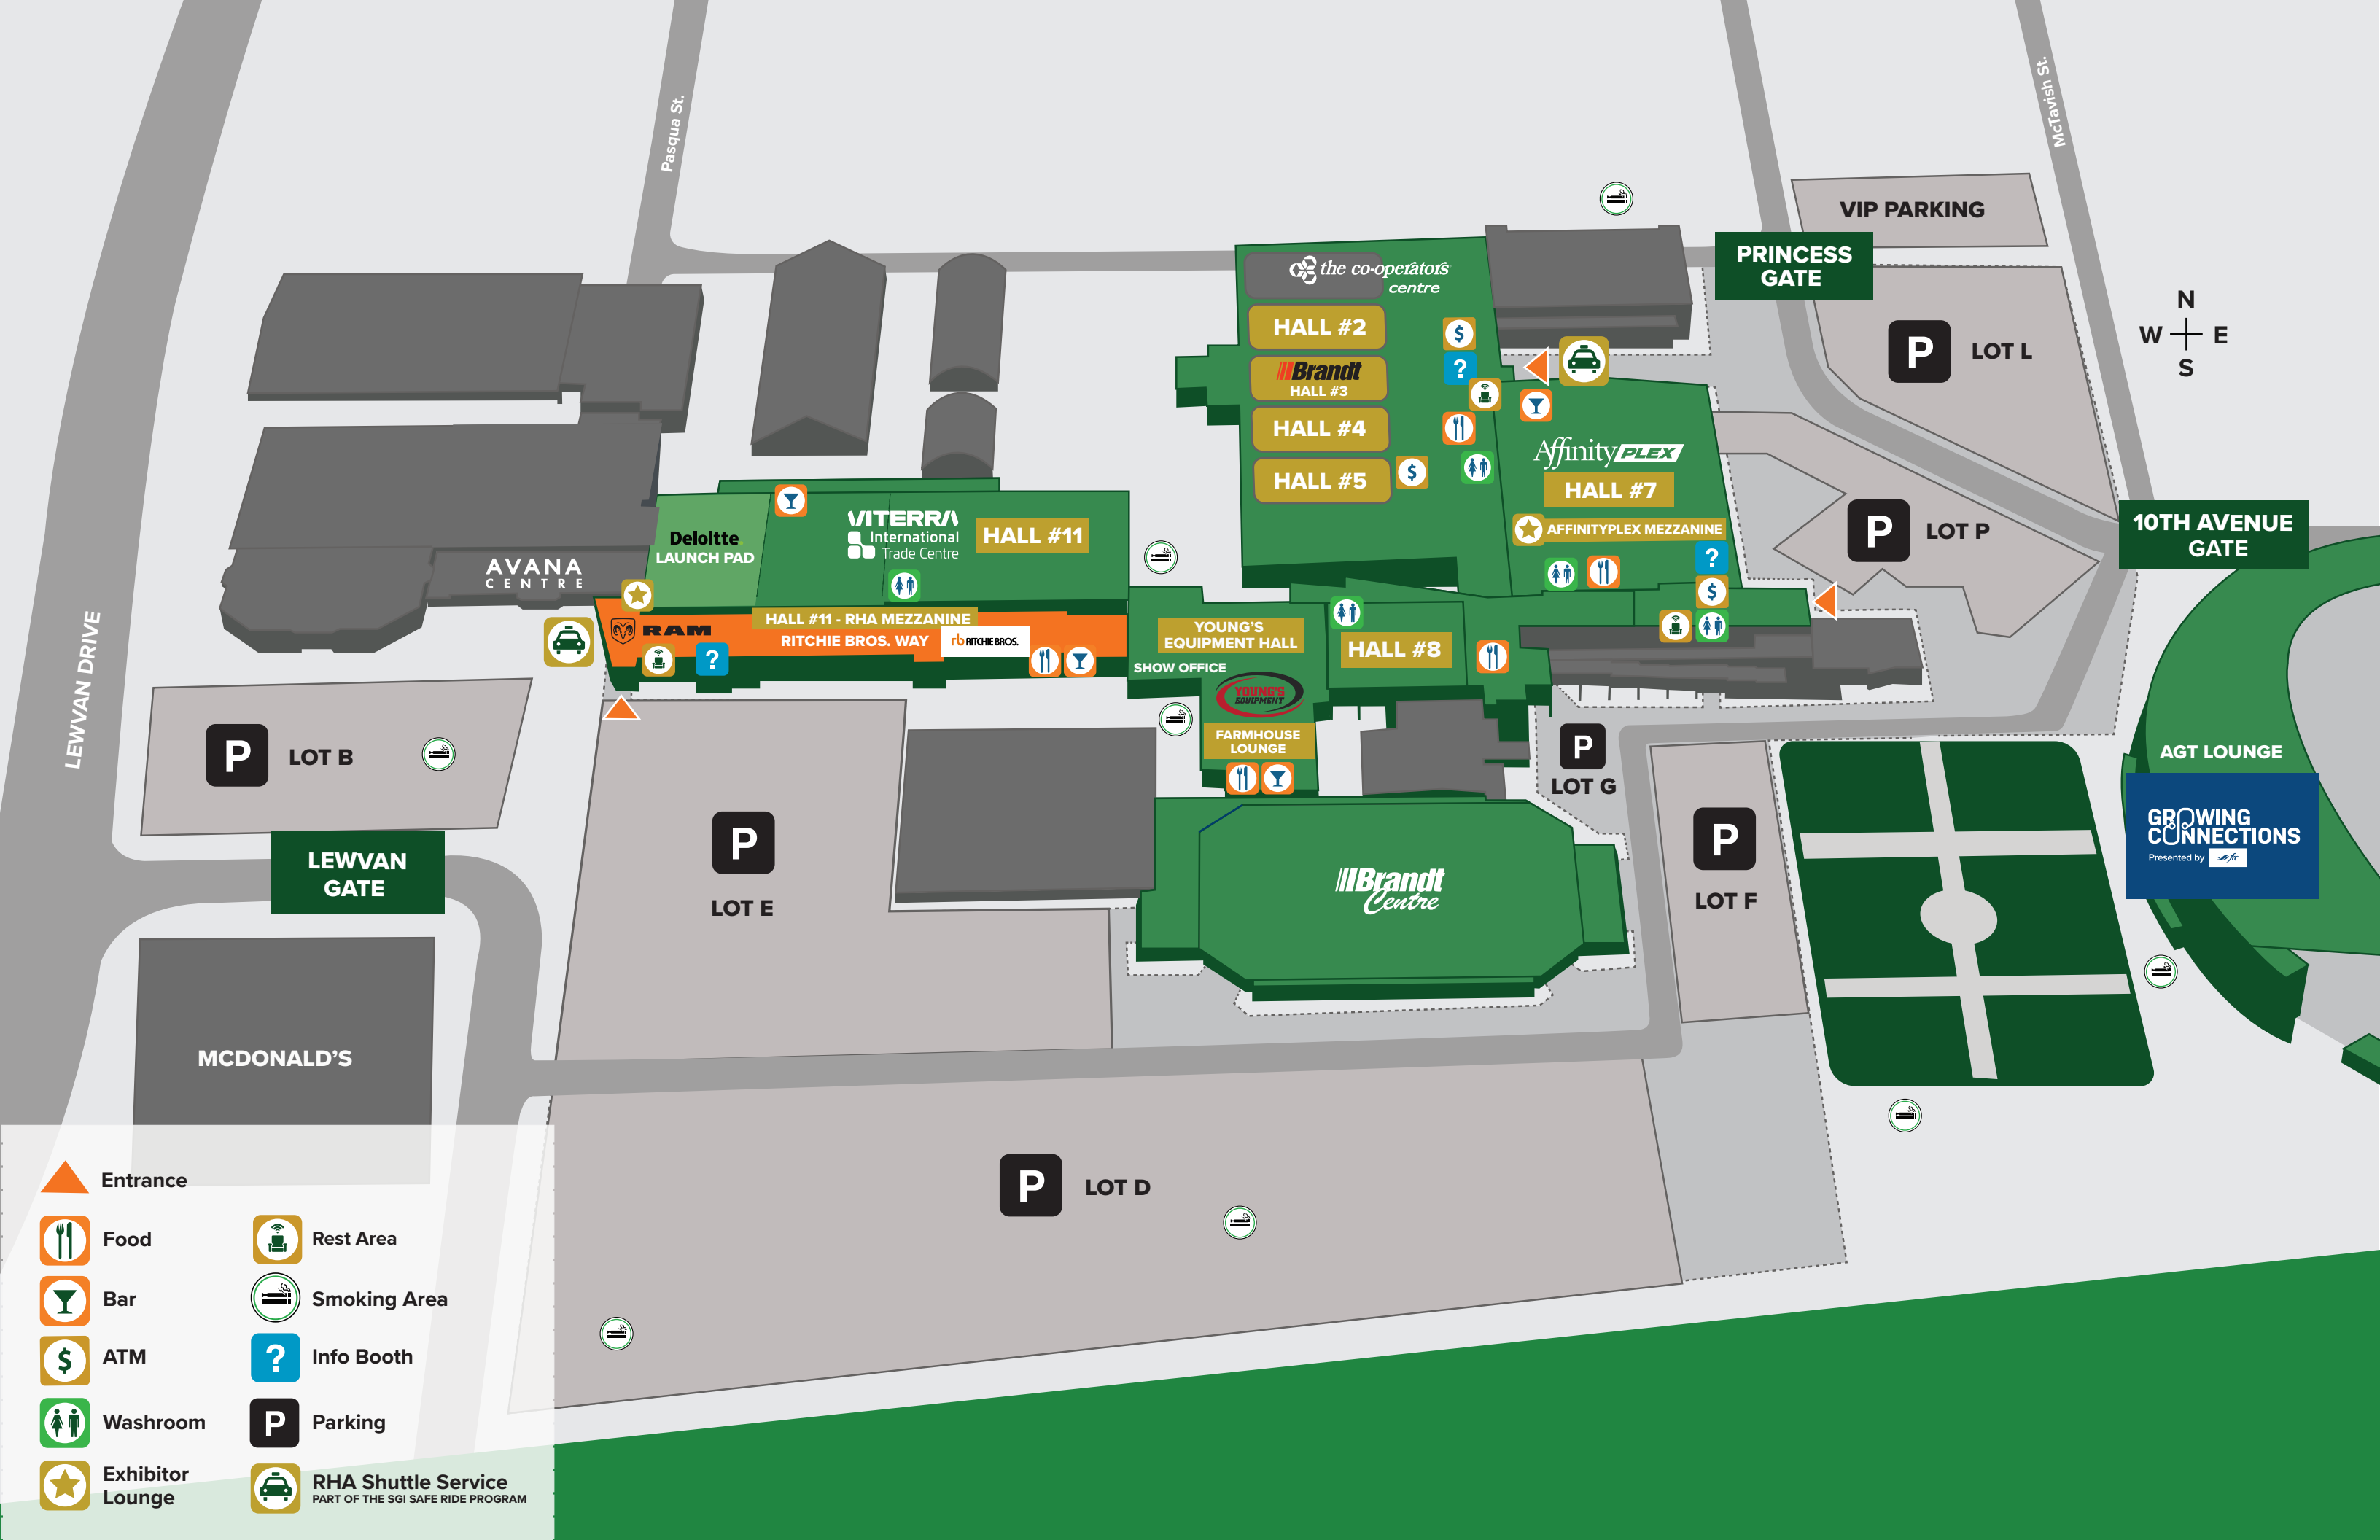 Pasqua St.
McTavish St.
VIP PARKING
PRINCESS
GATE
the co-operators
centre
HALL #2
Brandt
HALL #3
HALL #4
HALL #5
$
?
$
P
LOT L
N
W E
S
Affinity PLEX
HALL #7
AFFINITYPLEX MEZZANINE
?
$
P
LOT P
10TH AVENUE
GATE
Deloitte.
LAUNCH PAD
VITERRA
International
Trade Centre
HALL #11
AVANA
CENTRE
HALL #11 - RHA MEZZANINE
RAM
RITCHIE BROS. WAY
rb RITCHIE BROS.
?
YOUNG'S
EQUIPMENT HALL
SHOW OFFICE
HALL #8
YOUNG'S
EQUIPMENT
FARMHOUSE
LOUNGE
LEWVAN DRIVE
P
LOT B
LEWVAN
GATE
P
LOT E
P
LOT G
P
LOT F
Brandt
Centre
AGT LOUNGE
GROWING
CONNECTIONS
Presented by
MCDONALD'S
P
LOT D
Entrance
Food
Bar
$
ATM
Washroom
Exhibitor
Lounge
Rest Area
Smoking Area
?
Info Booth
P
Parking
RHA Shuttle Service
PART OF THE SGI SAFE RIDE PROGRAM